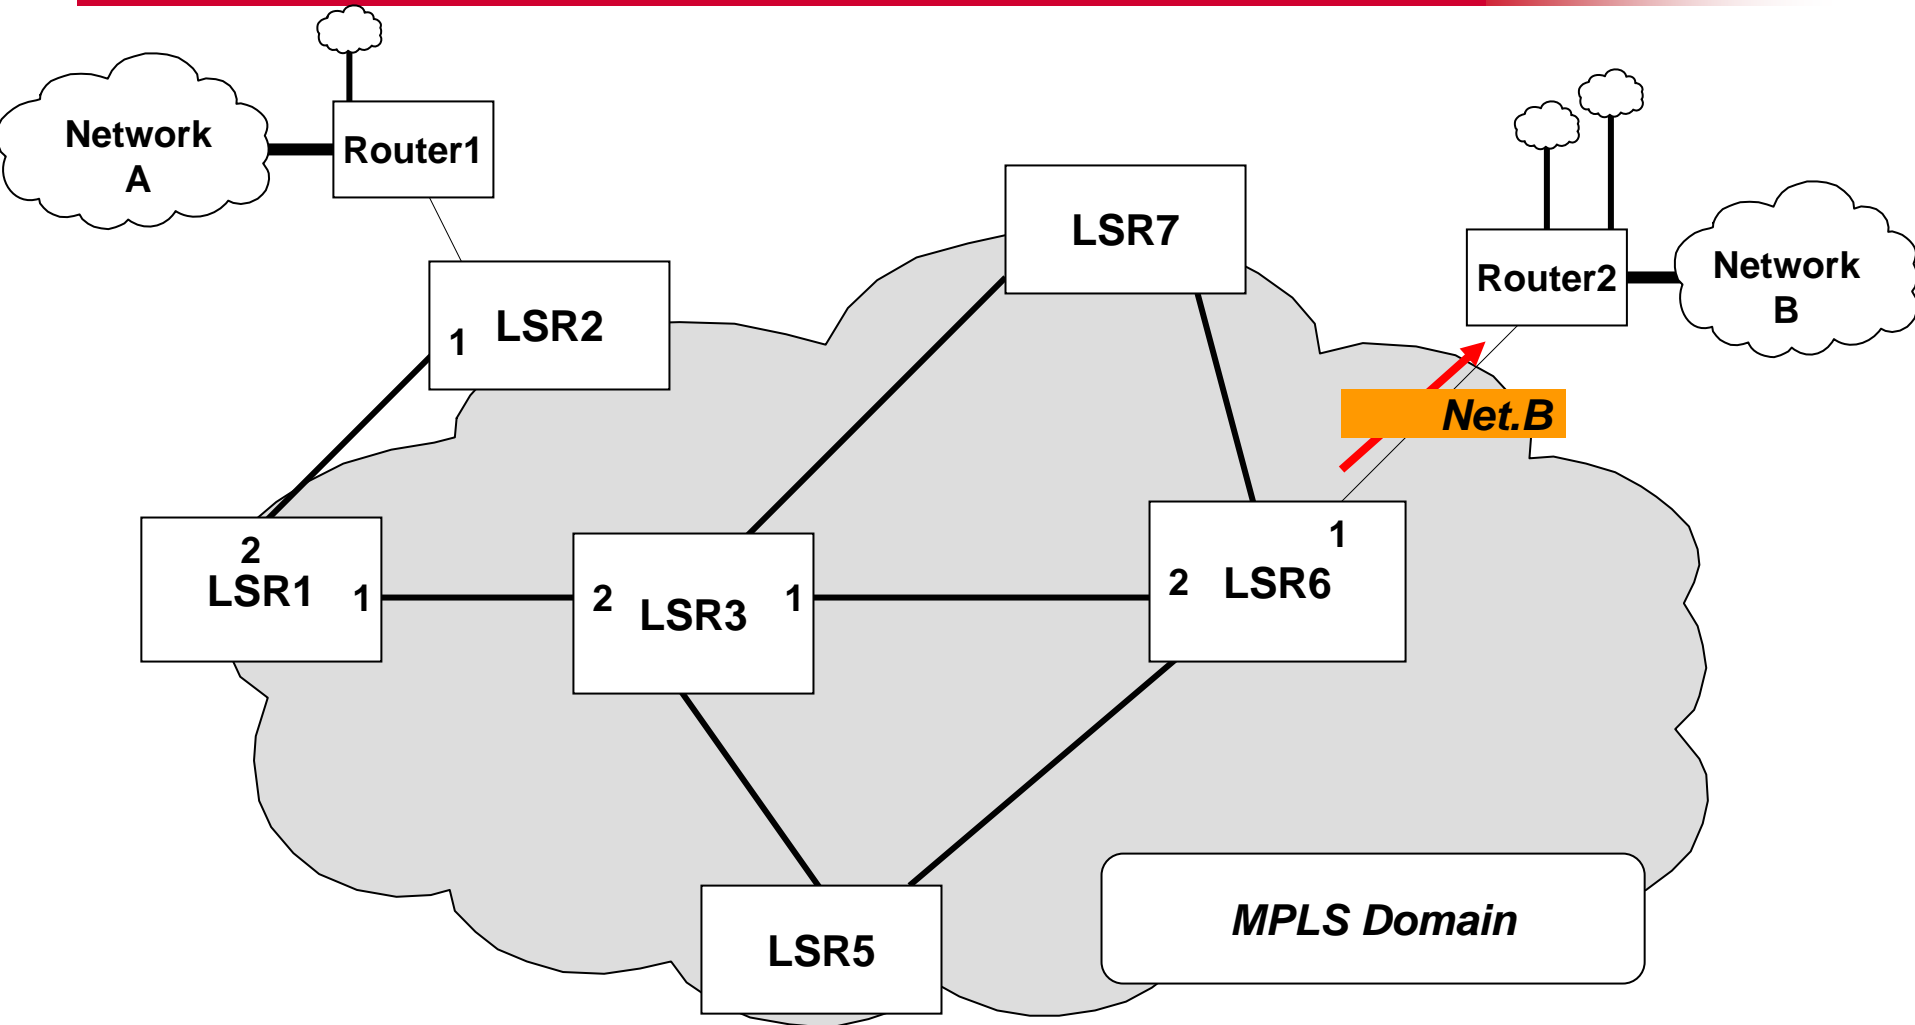 Network
A
Router1
LSR7
Router2
Network
B
1 LSR2
Net.B
2
LSR1 1
2 LSR3 1
1
2 LSR6
MPLS Domain
LSR5